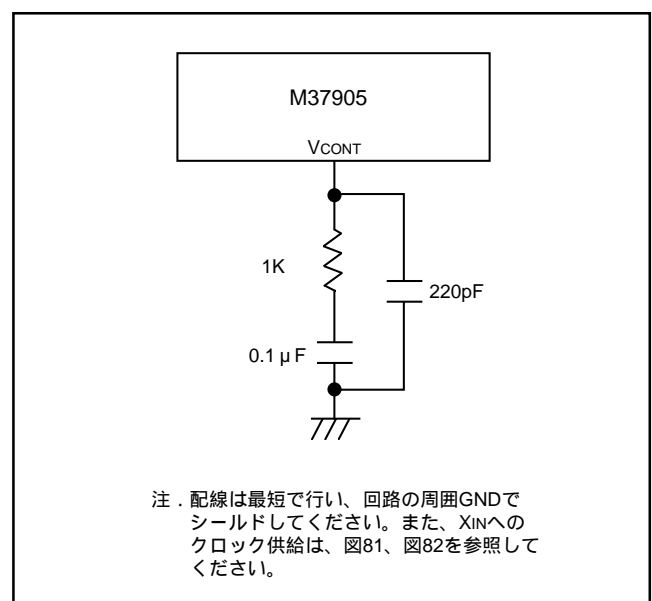 M37905
VCONT
1K
220pF
0.1 μ F
注．配線は最短で行い、回路の周囲GNDで
シールドしてください。また、XINへの
クロック供給は、図81、図82を参照して
ください。